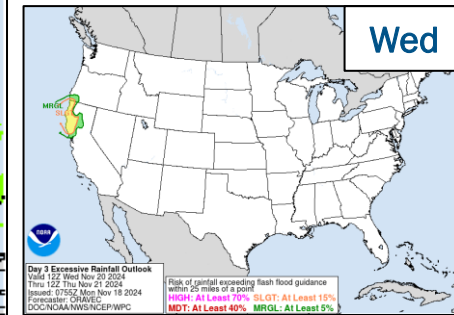 Wed
MRGL
SL
NOAA
Day 3 Excessive Rainfall Outlook
Valid 12Z Wed Nov 20 2024
Thru 12Z Thu Nov 21 2024
Issued: 0755Z Mon Nov 18 2024
Forecaster: ORAVEC
DOC/NOAA/NWS/NCEP/WPC
Risk of rainfall exceeding flash flood guidance
within 25 miles of a point
HIGH: At Least 70% SLGT: At Least 15%
MDT: At Least 40% MRGL: At Least 5%